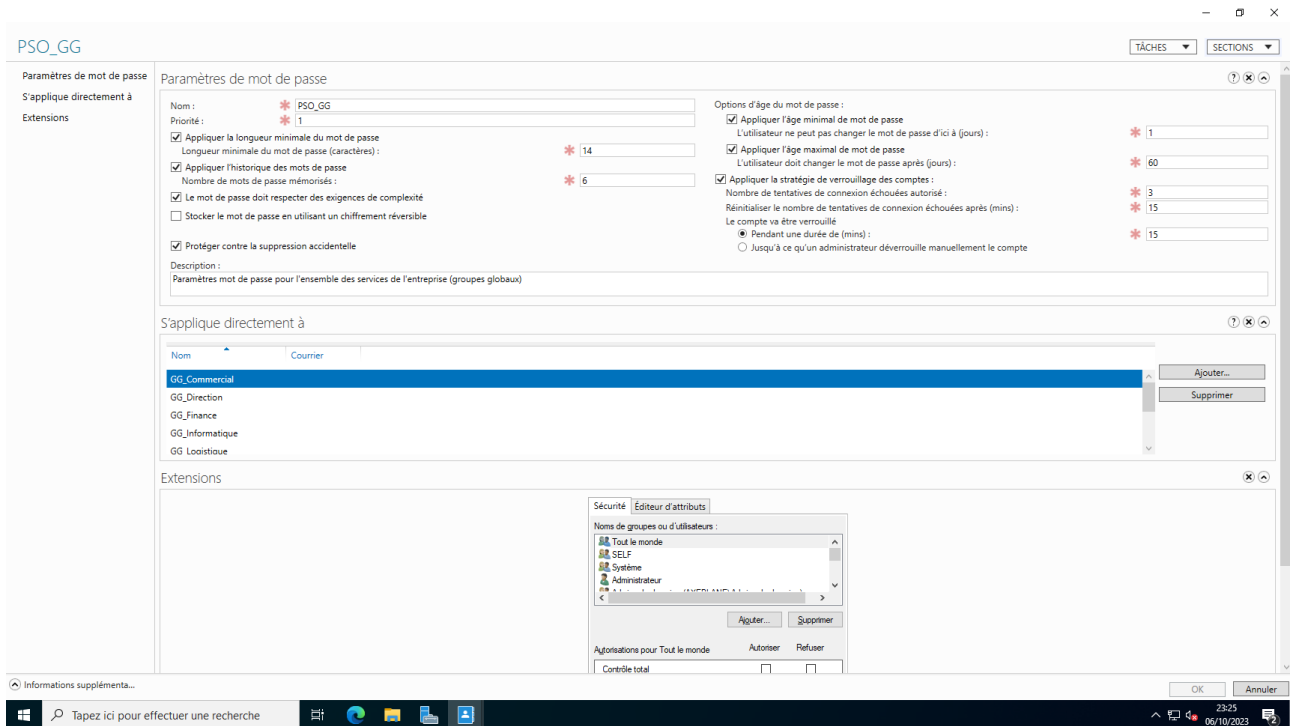 PSO_GG
TÂCHES
SECTIONS
Paramètres de mot de passe
S'applique directement à
Extensions
Paramètres de mot de passe
Nom :
PSO_GG
Priorité :
1
Appliquer la longueur minimale du mot de passe
Longueur minimale du mot de passe (caractères) :
14
Appliquer l'historique des mots de passe
Nombre de mots de passe mémorisés :
6
Le mot de passe doit respecter des exigences de complexité
Stocker le mot de passe en utilisant un chiffrement réversible
Protéger contre la suppression accidentelle
Description :
Paramètres mot de passe pour l'ensemble des services de l'entreprise (groupes globaux)
Options d'âge du mot de passe :
Appliquer l'âge minimal de mot de passe
L'utilisateur ne peut pas changer le mot de passe d'ici à (jours) :
1
Appliquer l'âge maximal de mot de passe
L'utilisateur doit changer le mot de passe après (jours) :
60
Appliquer la stratégie de verrouillage des comptes :
Nombre de tentatives de connexion échouées autorisé :
3
Réinitialiser le nombre de tentatives de connexion échouées après (mins) :
15
Le compte va être verrouillé
Pendant une durée de (mins) :
15
Jusqu'à ce qu'un administrateur déverrouille manuellement le compte
S'applique directement à
Nom
Courrier
GG_Commercial
GG_Direction
GG_Finance
GG_Informatique
GG_Logistique
Ajouter...
Supprimer
Extensions
Sécurité
Éditeur d'attributs
Noms de groupes ou d'utilisateurs :
Tout le monde
SELF
Système
Administrateur
Ajouter...
Supprimer
Autorisations pour Tout le monde
Autoriser
Refuser
Contrôle total
Informations supplémenta...
OK
Annuler
Tapez ici pour effectuer une recherche
23:25
06/10/2023
2